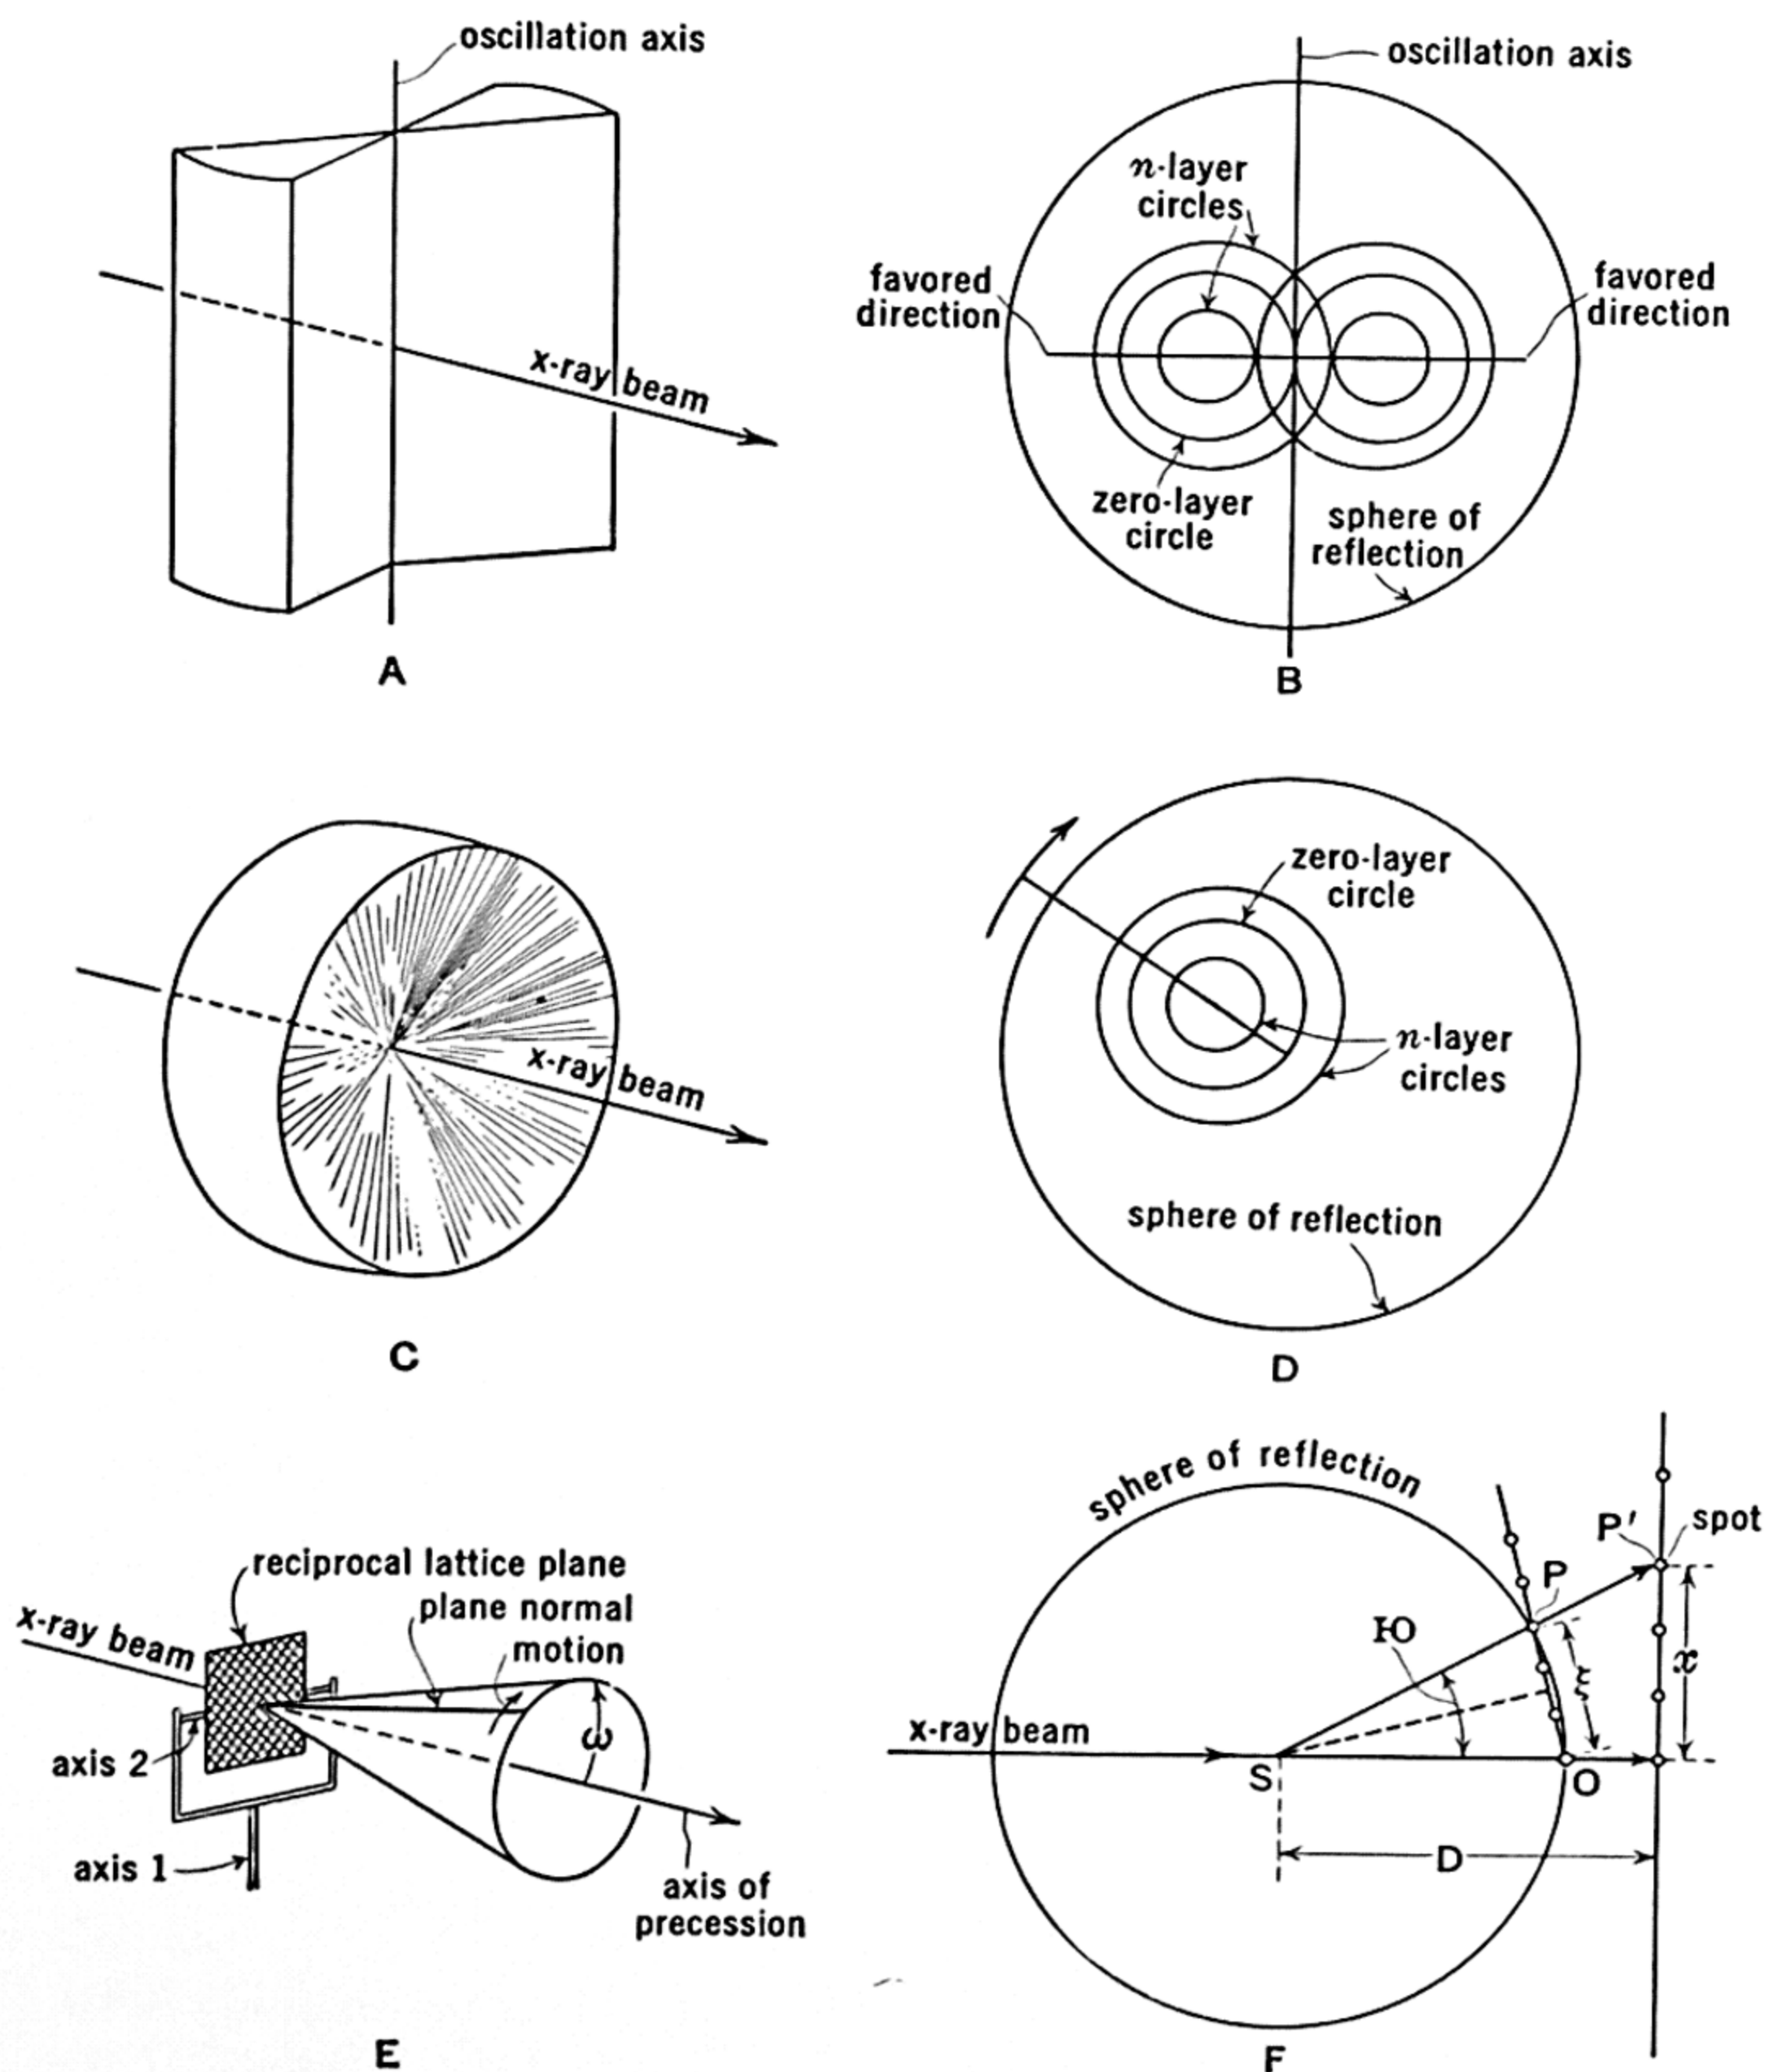 oscillation axis
x-ray beam
A
oscillation axis
n-layer
circles
favored
direction
favored
direction
zero-layer
circle
sphere of
reflection
B
x-ray beam
C
zero-layer
circle
n-layer
circles
sphere of reflection
D
reciprocal lattice plane
plane normal
motion
x-ray beam
ω
axis 2
axis 1
axis of
precession
E
sphere of reflection
P′
spot
P
ξ
x
x-ray beam
S
O
D
F